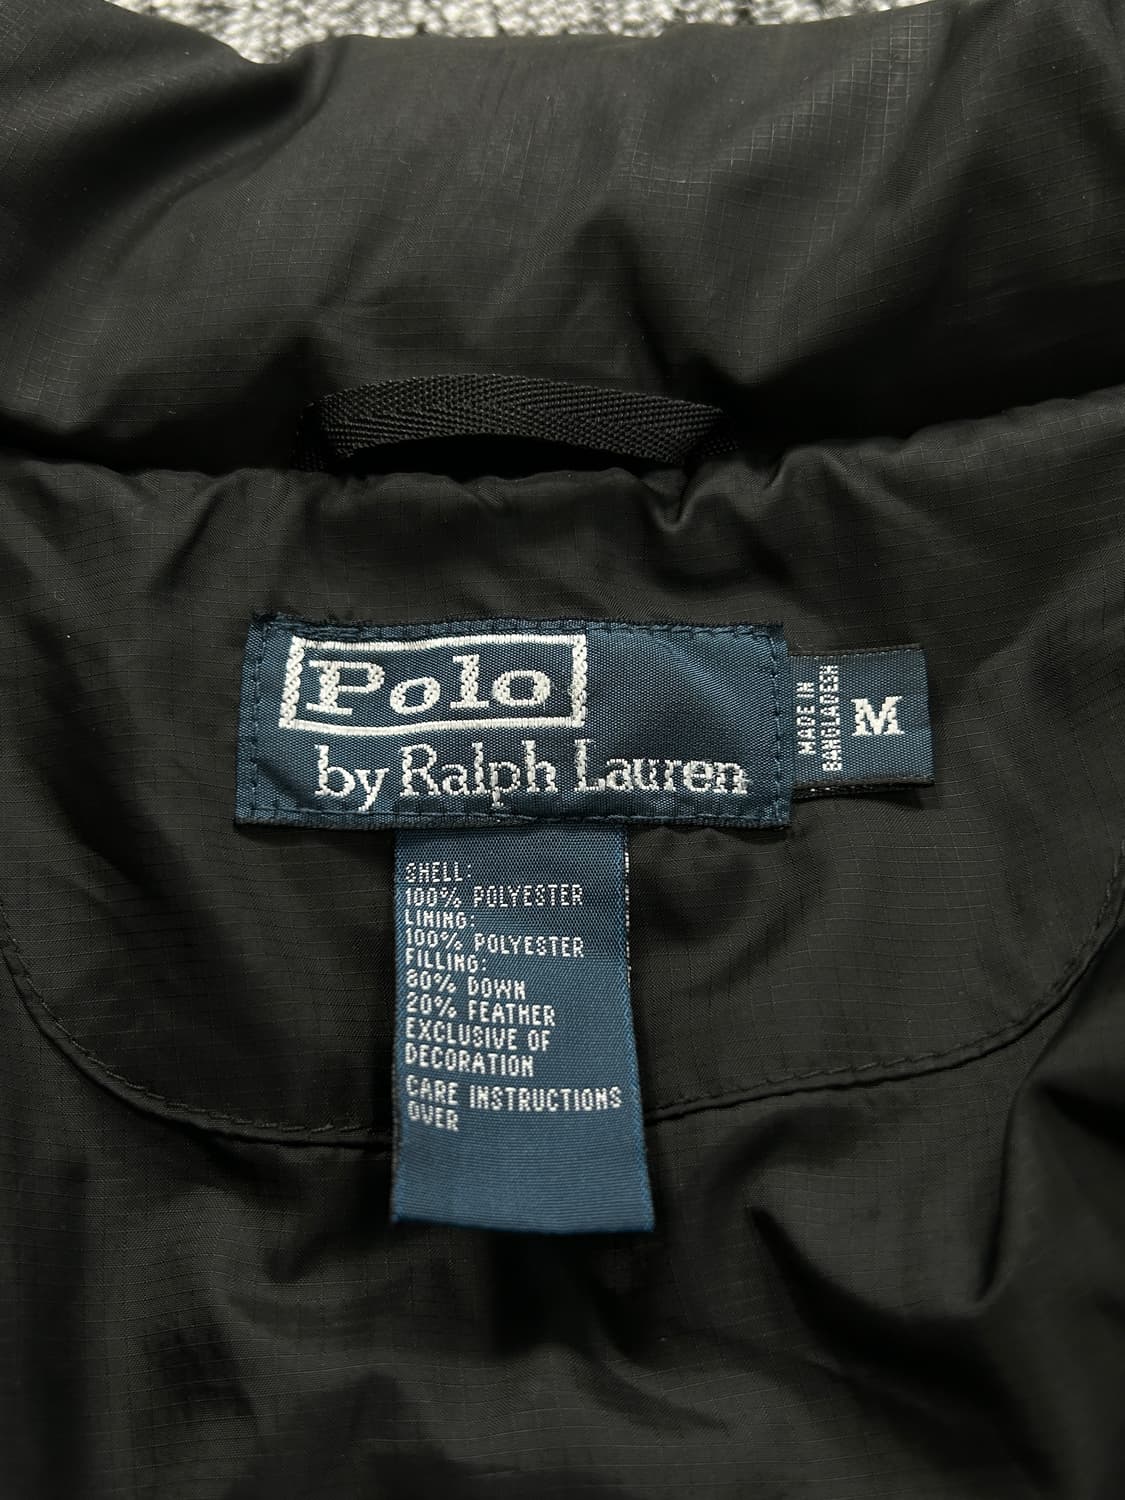 Polo
by Ralph Lauren
MADE IN
BANGLADESH
M
SHELL:
100% POLYESTER
LINING:
100% POLYESTER
FILLING:
80% DOWN
20% FEATHER
EXCLUSIVE OF
DECORATION
CARE INSTRUCTIONS
OVER